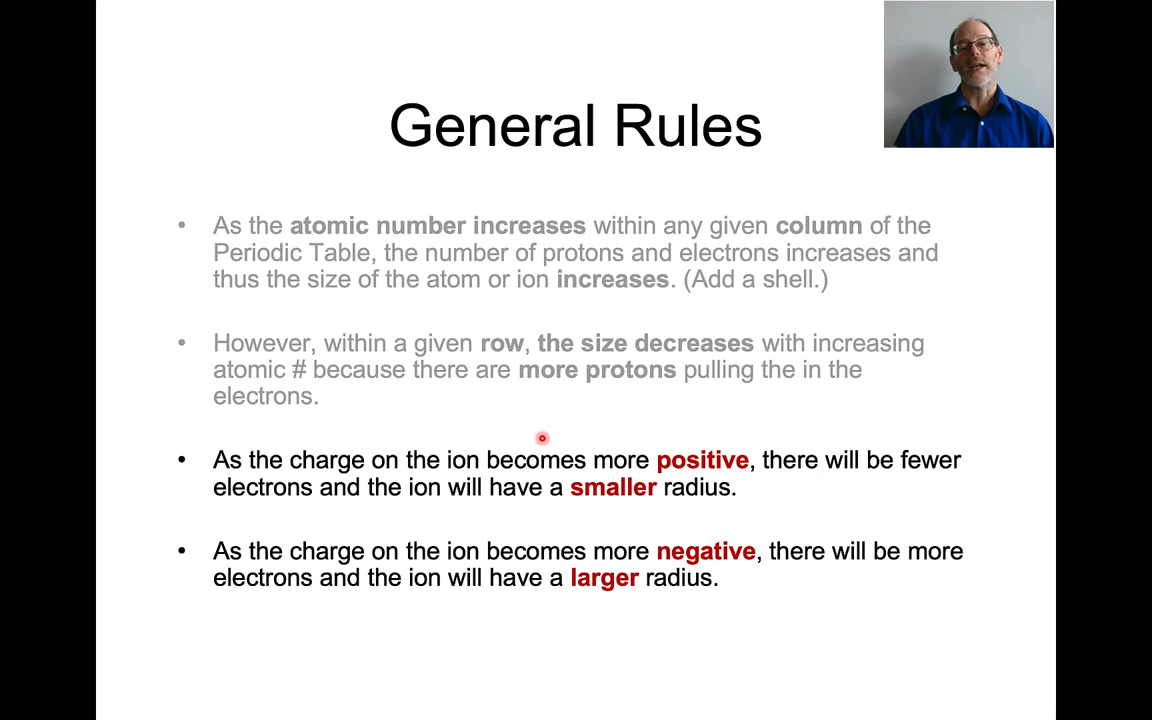 General Rules
• As the atomic number increases within any given column of the
Periodic Table, the number of protons and electrons increases and
thus the size of the atom or ion increases. (Add a shell.)
• However, within a given row, the size decreases with increasing
atomic # because there are more protons pulling the in the
electrons.
• As the charge on the ion becomes more positive, there will be fewer
electrons and the ion will have a smaller radius.
• As the charge on the ion becomes more negative, there will be more
electrons and the ion will have a larger radius.